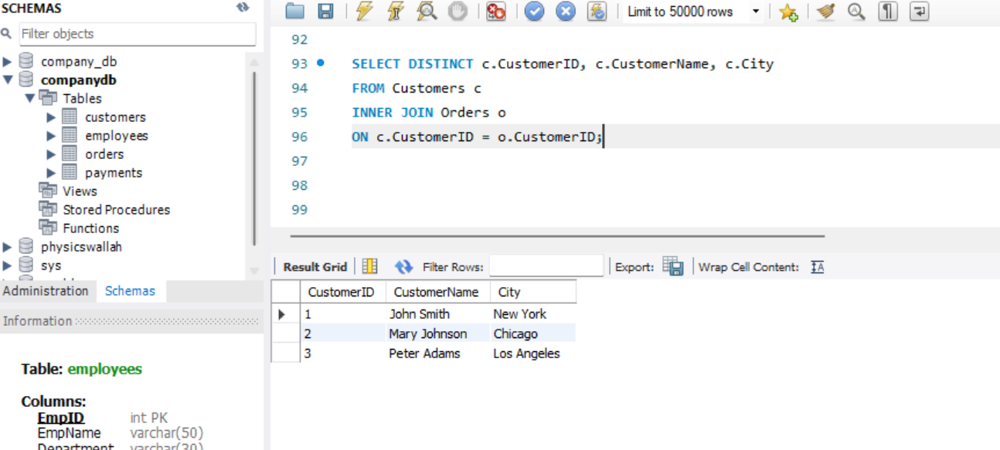 SCHEMAS
Filter objects
company_db
companydb
Tables
customers
employees
orders
payments
Views
Stored Procedures
Functions
physicswallah
sys
Administration Schemas
Information
Table: employees
Columns:
EmpID int PK
EmpName varchar(50)
Department varchar(30)
Limit to 50000 rows
92
93 SELECT DISTINCT c.CustomerID, c.CustomerName, c.City
94 FROM Customers c
95 INNER JOIN Orders o
96 ON c.CustomerID = o.CustomerID;
97
98
99
Result Grid Filter Rows: Export: Wrap Cell Content: IA
CustomerID CustomerName City
1 John Smith New York
2 Mary Johnson Chicago
3 Peter Adams Los Angeles